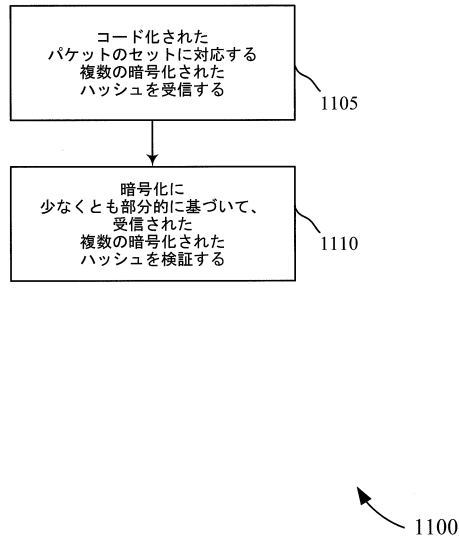 コード化された
パケットのセットに対応する
複数の暗号化された
ハッシュを受信する
1105
暗号化に
少なくとも部分的に基づいて、
受信された
複数の暗号化された
ハッシュを検証する
1110
1100